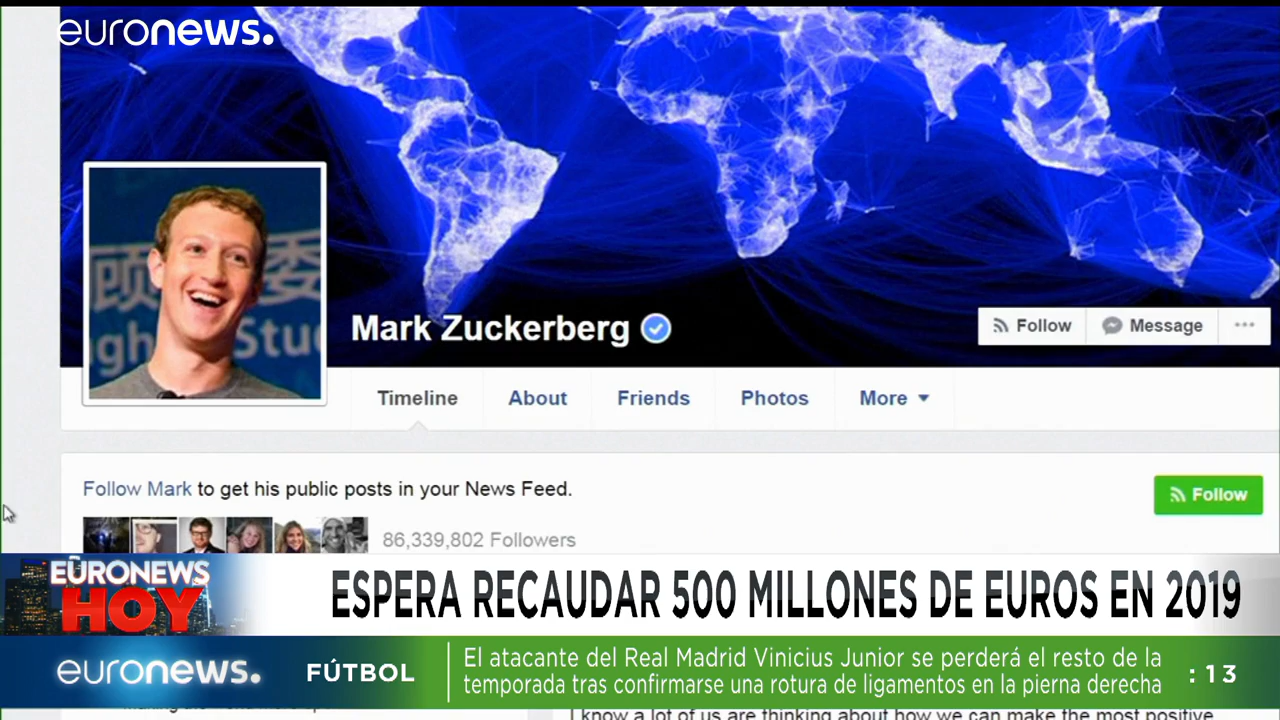 euronews.
顾 委
ngh Stu
Mark Zuckerberg
Follow Message
Timeline About Friends Photos More
Follow Mark to get his public posts in your News Feed.
Follow
86,339,802 Followers
EURONEWS
HOY
ESPERA RECAUDAR 500 MILLONES DE EUROS EN 2019
euronews.
FÚTBOL
El atacante del Real Madrid Vinicius Junior se perderá el resto de la
temporada tras confirmarse una rotura de ligamentos en la pierna derecha
:13
I know a lot of us are thinking about how we can make the most positive